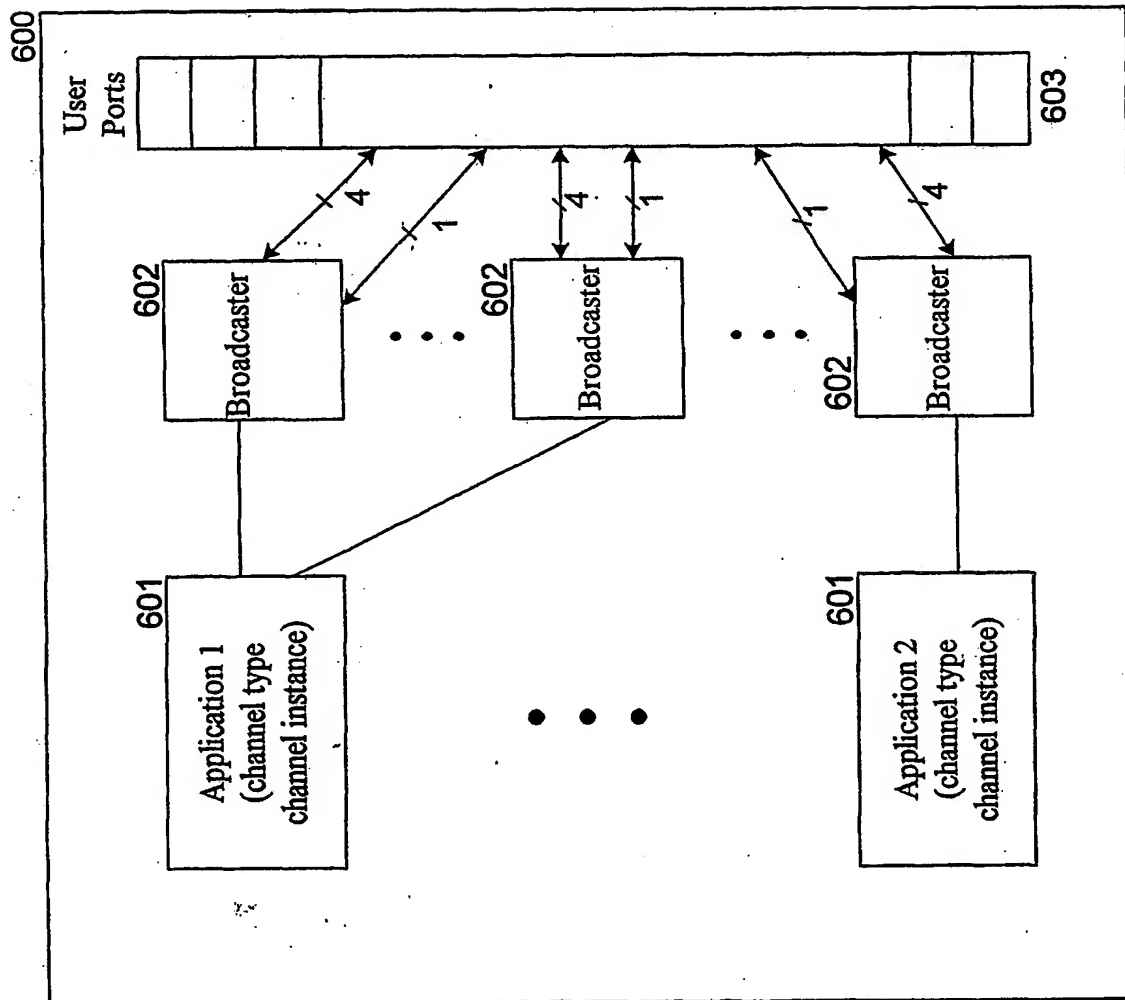 600
User
Ports
603
4
1
4
1
1
4
602
Broadcaster
602
Broadcaster
602
Broadcaster
601
Application 1
(channel type
channel instance)
601
Application 2
(channel type
channel instance)